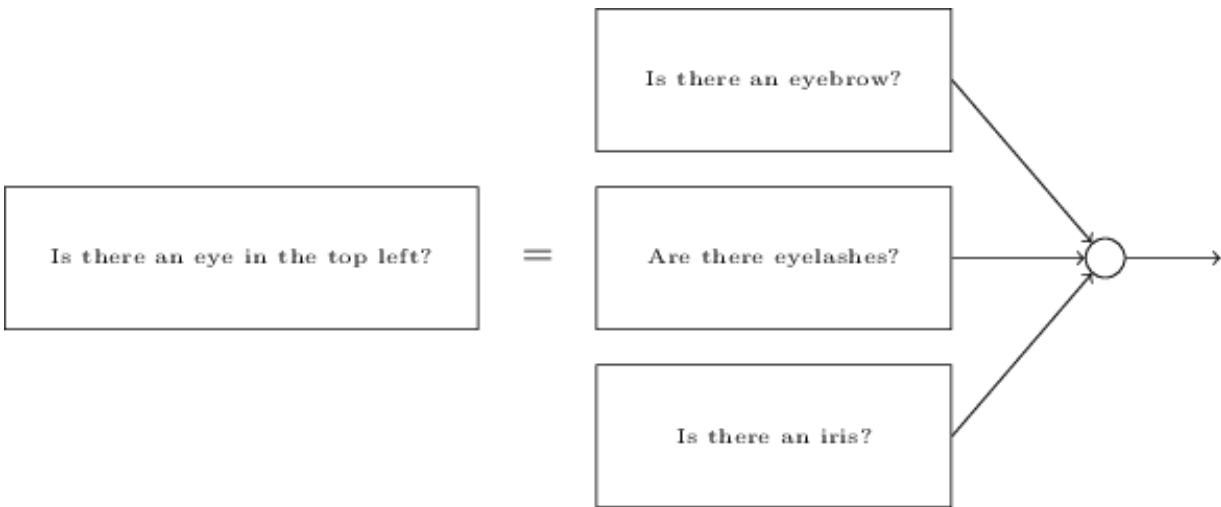 Is there an eyebrow?
Is there an eye in the top left?
=
Are there eyelashes?
Is there an iris?